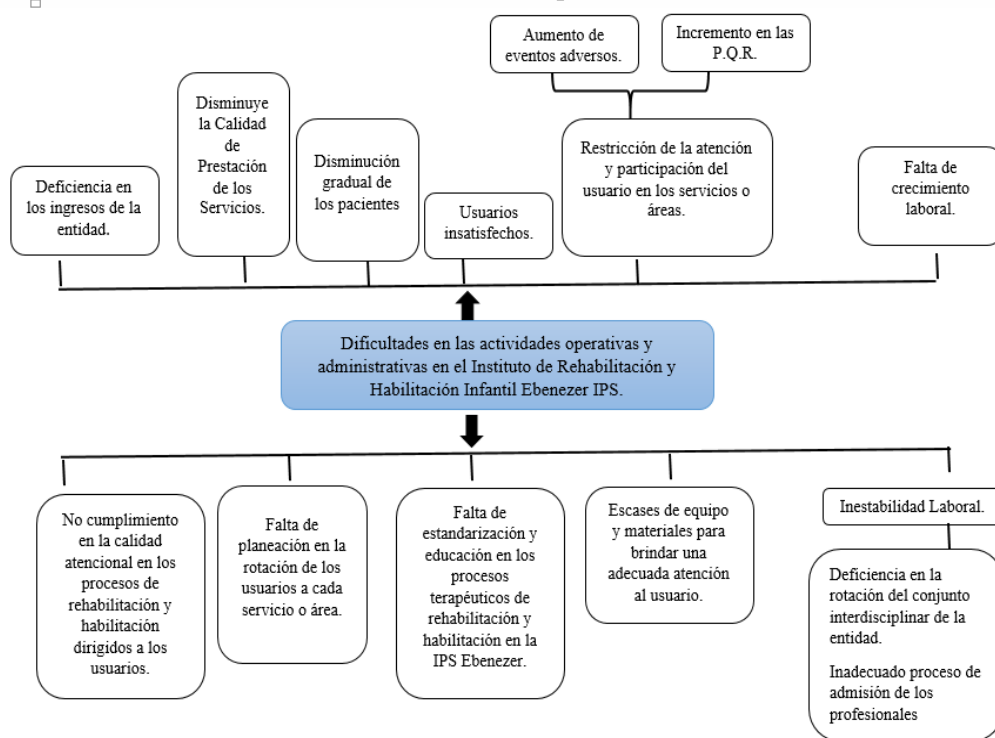 Aumento de
eventos adversos.
Incremento en las
P.Q.R.
Disminuye
la Calidad
de
Prestación
de los
Servicios.
Deficiencia en
los ingresos de la
entidad.
Disminución
gradual de
los pacientes
Usuarios
insatisfechos.
Restricción de la atención
y participación del
usuario en los servicios o
áreas.
Falta de
crecimiento
laboral.
Dificultades en las actividades operativas y
administrativas en el Instituto de Rehabilitación y
Habilitación Infantil Ebenezer IPS.
No cumplimiento
en la calidad
atencional en los
procesos de
rehabilitación y
habilitación
dirigidos a los
usuarios.
Falta de
planeación en la
rotación de los
usuarios a cada
servicio o área.
Falta de
estandarización y
educación en los
procesos
terapéuticos de
rehabilitación y
habilitación en la
IPS Ebenezer.
Escases de equipo
y materiales para
brindar una
adecuada atención
al usuario.
Inestabilidad Laboral.
Deficiencia en la
rotación del conjunto
interdisciplinar de la
entidad.
Inadecuado proceso de
admisión de los
profesionales